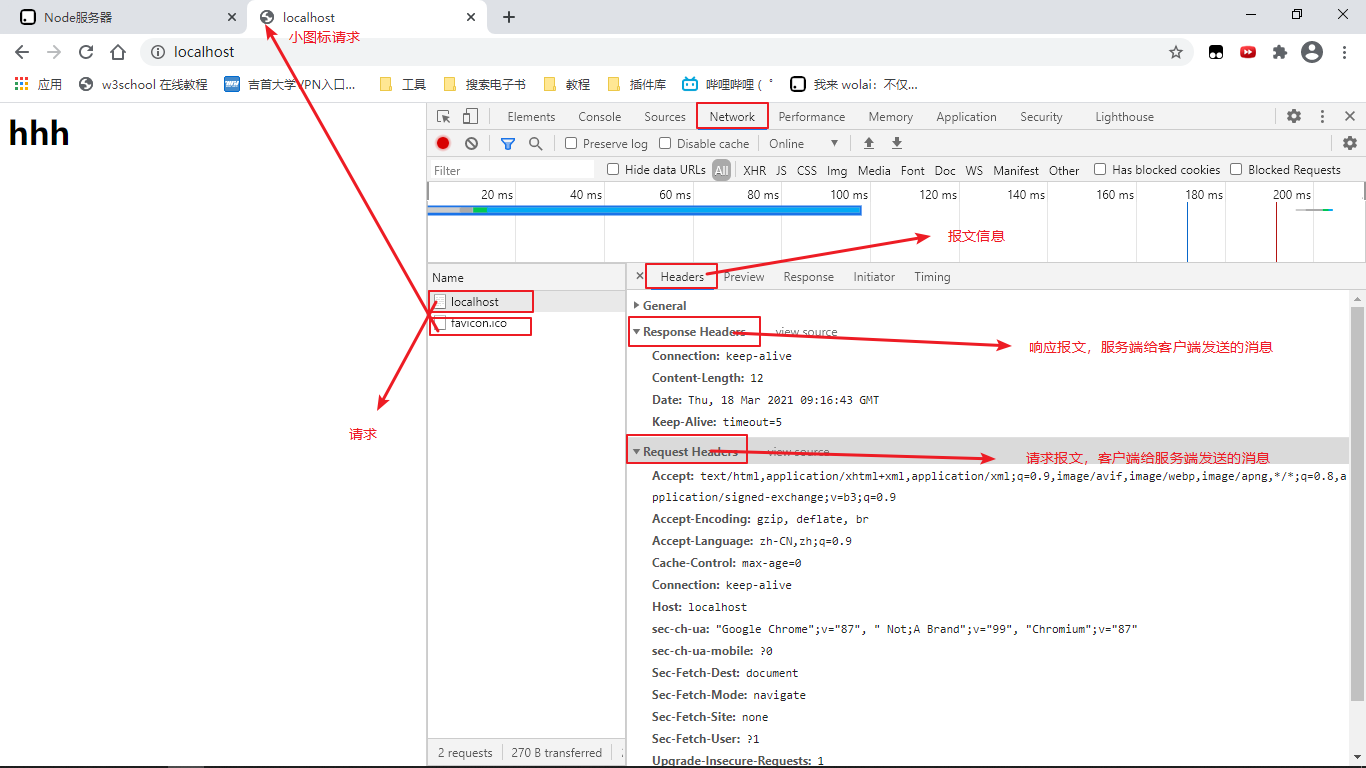 Node服务器
localhost
小图标请求
localhost
应用
w3school 在线教程
吉首大学VPN入口...
工具
搜索电子书
教程
插件库
哔哩哔哩 ( ゜
我来 wolai：不仅...
hhh
Elements Console Sources Network Performance Memory Application Security Lighthouse
Preserve log Disable cache Online
Filter Hide data URLs All XHR JS CSS Img Media Font Doc WS Manifest Other Has blocked cookies Blocked Requests
20 ms 40 ms 60 ms 80 ms 100 ms 120 ms 140 ms 160 ms 180 ms 200 ms
报文信息
Name
localhost
favicon.ico
请求
Headers Preview Response Initiator Timing
General
Response Headers view source
响应报文，服务端给客户端发送的消息
Connection: keep-alive
Content-Length: 12
Date: Thu, 18 Mar 2021 09:16:43 GMT
Keep-Alive: timeout=5
Request Headers view source
请求报文，客户端给服务端发送的消息
Accept: text/html,application/xhtml+xml,application/xml;q=0.9,image/avif,image/webp,image/apng,*/*;q=0.8,a
pplication/signed-exchange;v=b3;q=0.9
Accept-Encoding: gzip, deflate, br
Accept-Language: zh-CN,zh;q=0.9
Cache-Control: max-age=0
Connection: keep-alive
Host: localhost
sec-ch-ua: "Google Chrome";v="87", " Not;A Brand";v="99", "Chromium";v="87"
sec-ch-ua-mobile: ?0
Sec-Fetch-Dest: document
Sec-Fetch-Mode: navigate
Sec-Fetch-Site: none
Sec-Fetch-User: ?1
Upgrade-Insecure-Requests: 1
2 requests 270 B transferred